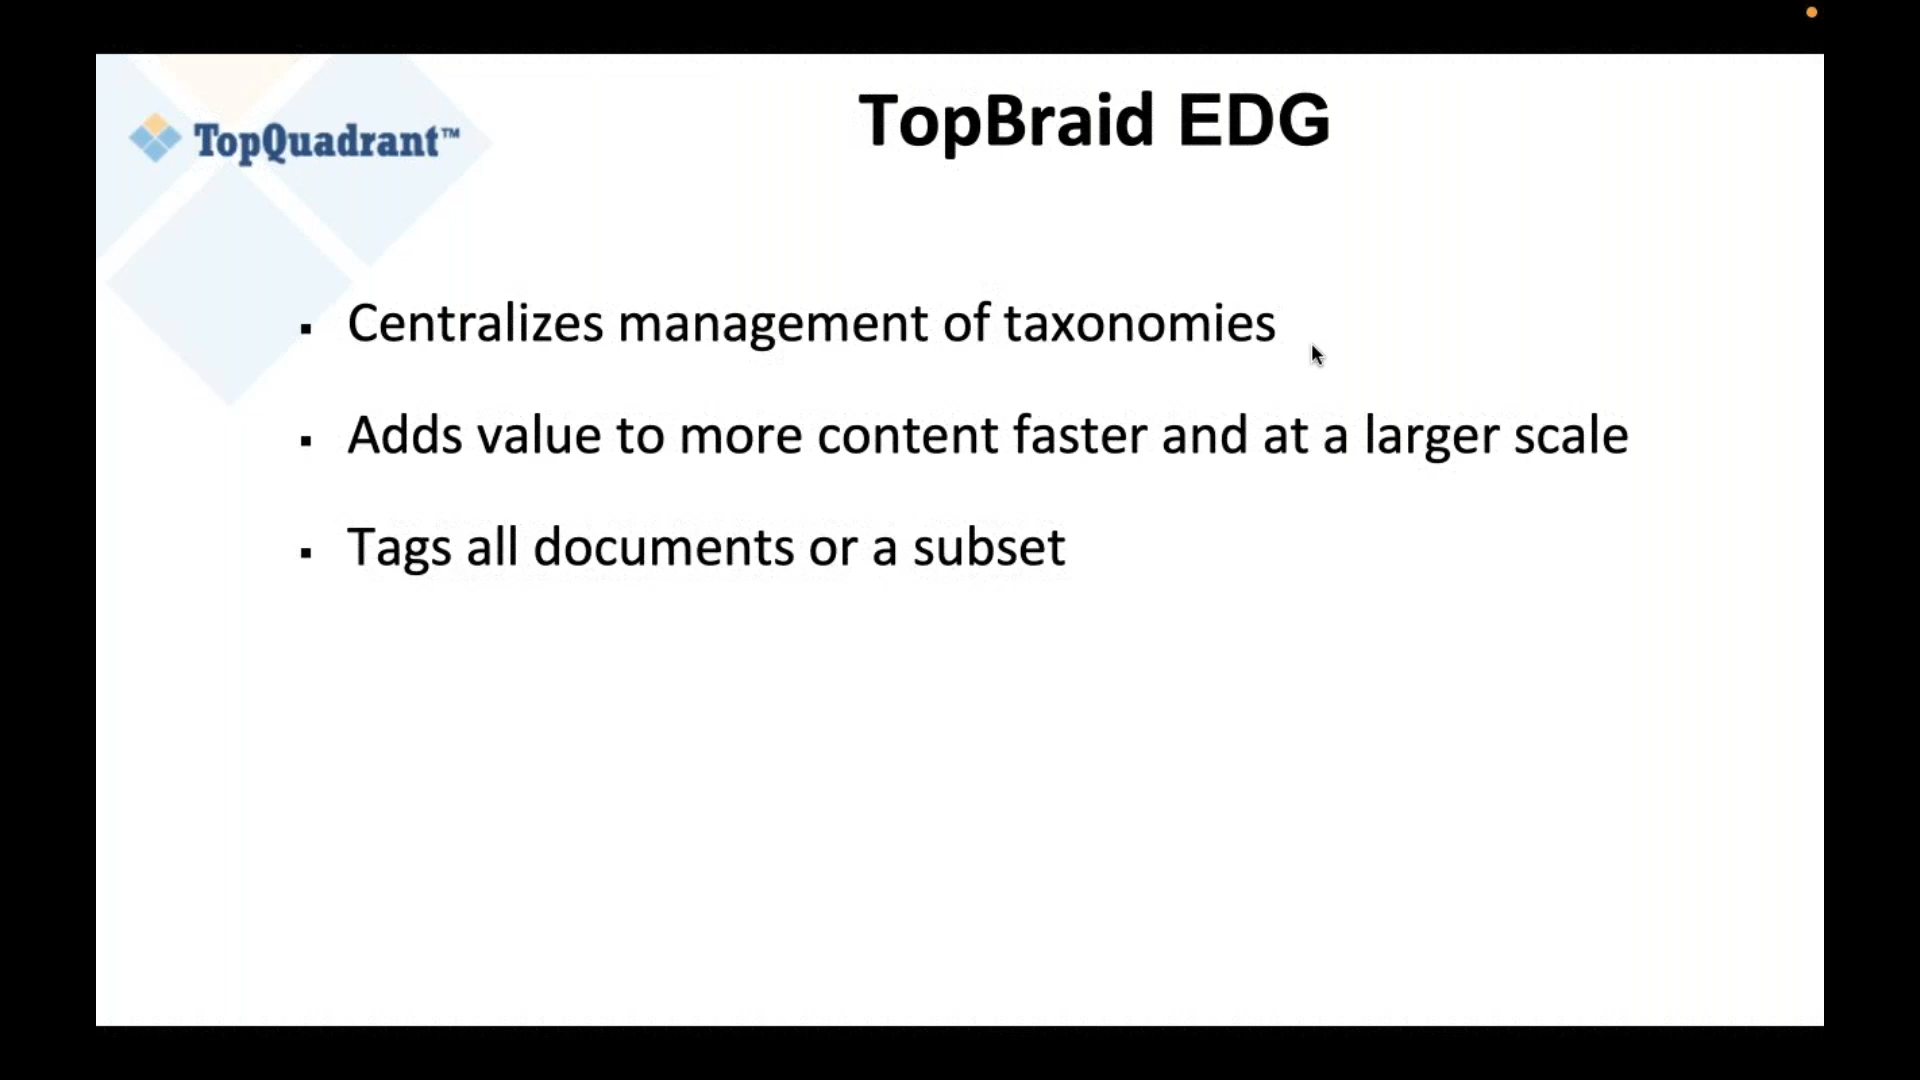 TopQuadrant™
TopBraid EDG
▪ Centralizes management of taxonomies
▪ Adds value to more content faster and at a larger scale
▪ Tags all documents or a subset